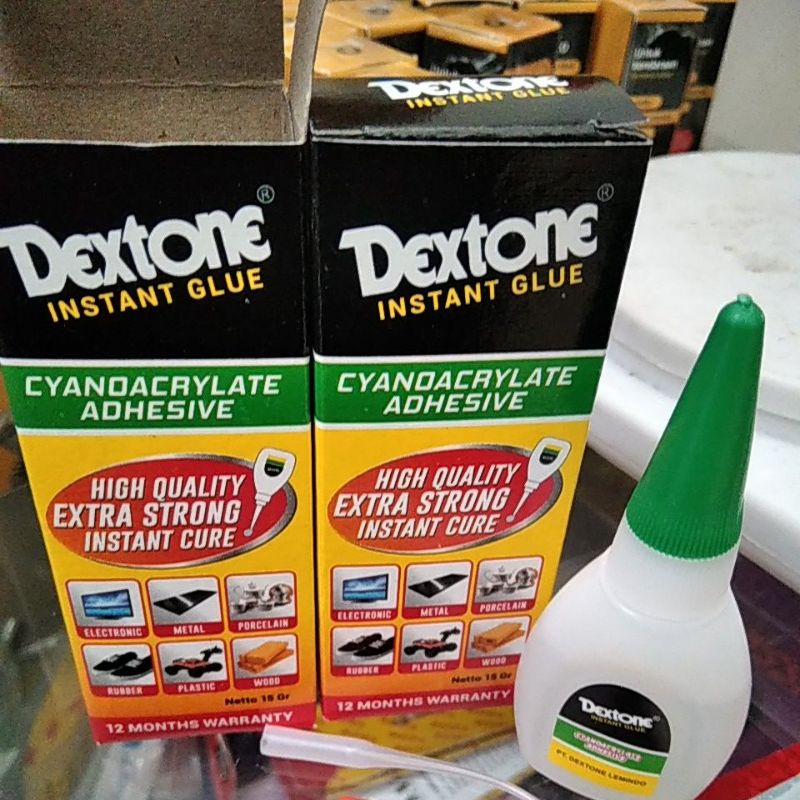 Dextone
INSTANT GLUE
Dextone®
INSTANT GLUE
CYANOACRYLATE
ADHESIVE
HIGH QUALITY
EXTRA STRONG
INSTANT CURE
ELECTRONIC
METAL
PORCELAIN
RUBBER
PLASTIC
WOOD
Netto 15 Gr
12 MONTHS WARRANTY
Dextone®
INSTANT GLUE
CYANOACRYLATE
ADHESIVE
HIGH QUALITY
EXTRA STRONG
INSTANT CURE
ELECTRONIC
METAL
PORCELAIN
RUBBER
PLASTIC
WOOD
Netto 15 Gr
12 MONTHS WARRANTY
Dextone
INSTANT GLUE
CYANOACRYLATE
ADHESIVE
PT. DEXTONE LEMINDO